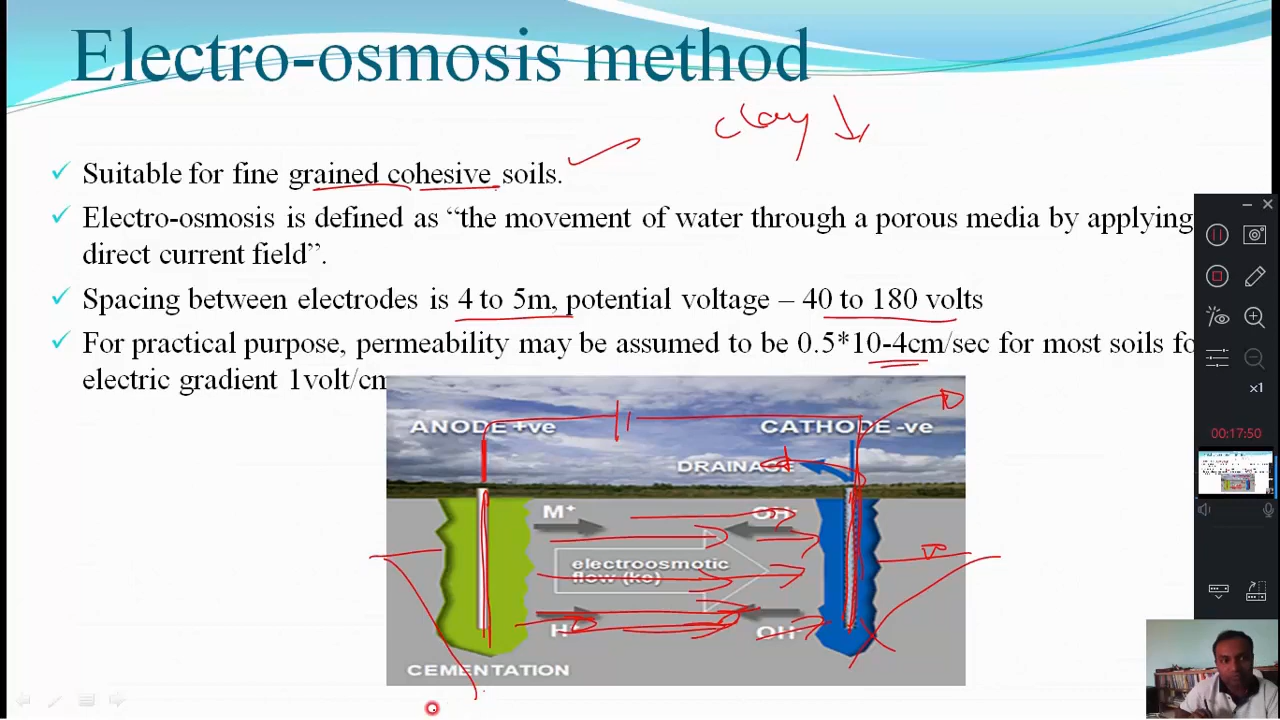 Electro-osmosis method
clay
Suitable for fine grained cohesive soils.
Electro-osmosis is defined as “the movement of water through a porous media by applying
direct current field”.
Spacing between electrodes is 4 to 5m, potential voltage – 40 to 180 volts
For practical purpose, permeability may be assumed to be 0.5*10-4cm/sec for most soils fo
electric gradient 1volt/cm
ANODE +ve
CATHODE -ve
DRAINAGE
M+
OH-
electroosmotic
flow (ke)
H+
OH-
CEMENTATION
×1
00:17:50